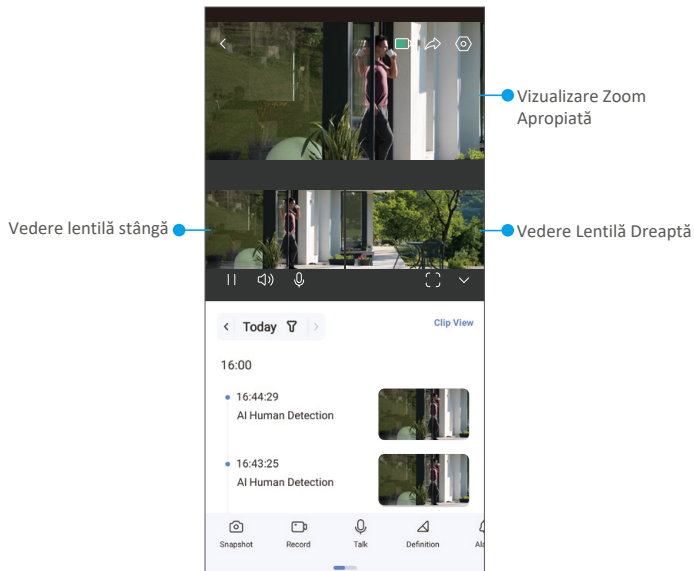 Vizualizare Zoom
Apropiată
Vedere lentilă stângă
Vedere Lentilă Dreaptă
Today
Clip View
16:00
16:44:29
AI Human Detection
16:43:25
AI Human Detection
Snapshot
Record
Talk
Definition